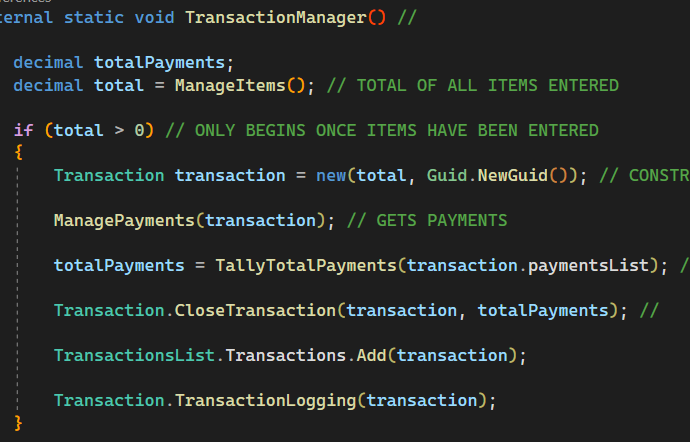 ternal static void TransactionManager() //
decimal totalPayments;
decimal total = ManageItems(); // TOTAL OF ALL ITEMS ENTERED
if (total > 0) // ONLY BEGINS ONCE ITEMS HAVE BEEN ENTERED
{
Transaction transaction = new(total, Guid.NewGuid()); // CONSTR
ManagePayments(transaction); // GETS PAYMENTS
totalPayments = TallyTotalPayments(transaction.paymentsList); /
Transaction.CloseTransaction(transaction, totalPayments); //
TransactionsList.Transactions.Add(transaction);
Transaction.TransactionLogging(transaction);
}